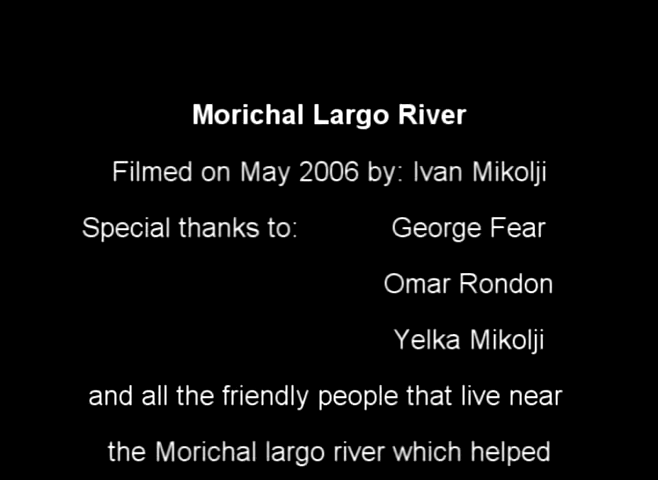 Morichal Largo River
Filmed on May 2006 by: Ivan Mikolji
Special thanks to: George Fear
Omar Rondon
Yelka Mikolji
and all the friendly people that live near
the Morichal largo river which helped